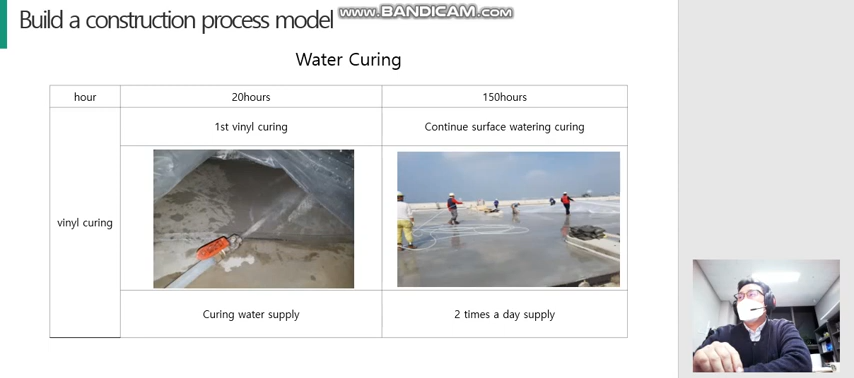 Build a construction process model
www.BANDICAM.com
Water Curing
hour
20hours
150hours
1st vinyl curing
Continue surface watering curing
vinyl curing
Curing water supply
2 times a day supply